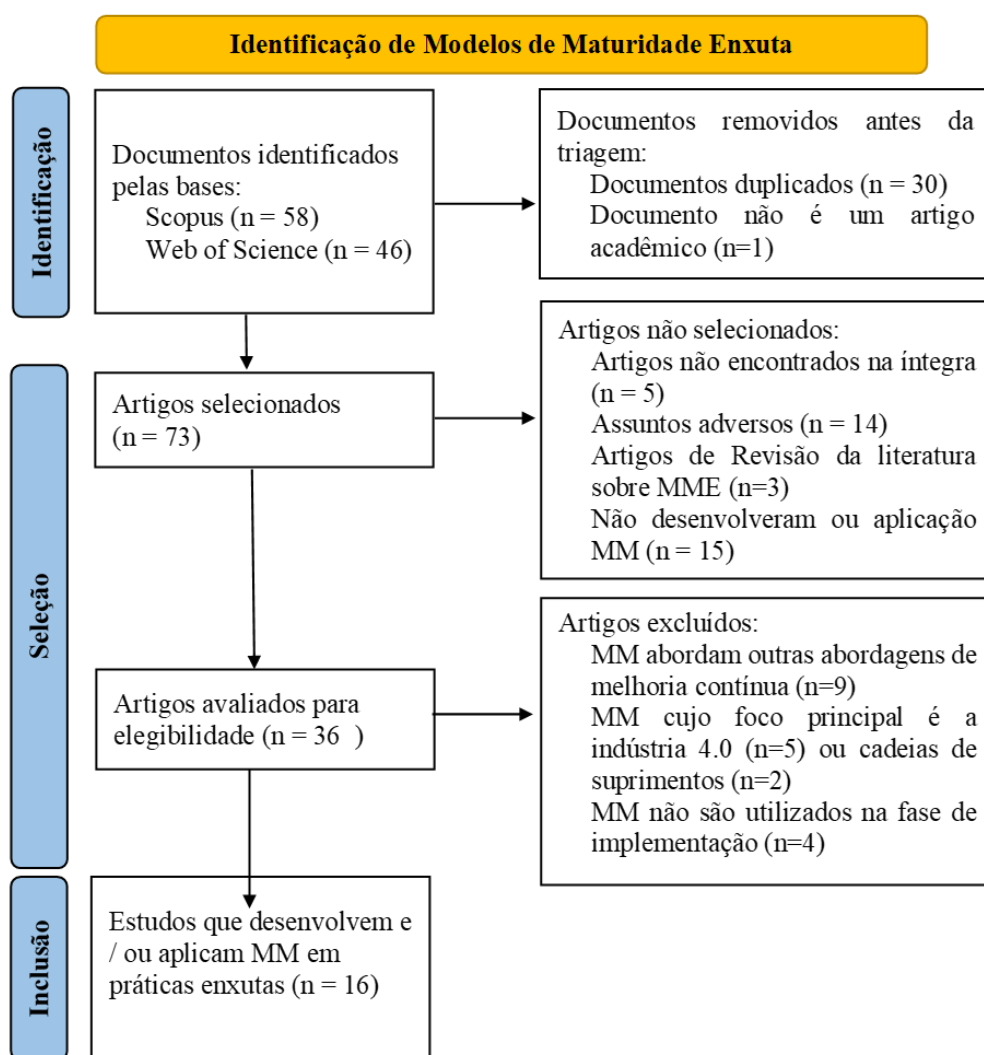 Identificação de Modelos de Maturidade Enxuta
Identificação
Documentos identificados
pelas bases:
Scopus (n = 58)
Web of Science (n = 46)
Documentos removidos antes da
triagem:
Documentos duplicados (n = 30)
Documento não é um artigo
acadêmico (n=1)
Seleção
Artigos selecionados
(n = 73)
Artigos não selecionados:
Artigos não encontrados na íntegra
(n = 5)
Assuntos adversos (n = 14)
Artigos de Revisão da literatura
sobre MME (n=3)
Não desenvolveram ou aplicação
MM (n = 15)
Artigos avaliados para
elegibilidade (n = 36 )
Artigos excluídos:
MM abordam outras abordagens de
melhoria contínua (n=9)
MM cujo foco principal é a
indústria 4.0 (n=5) ou cadeias de
suprimentos (n=2)
MM não são utilizados na fase de
implementação (n=4)
Inclusão
Estudos que desenvolvem e
/ ou aplicam MM em
práticas enxutas (n = 16)